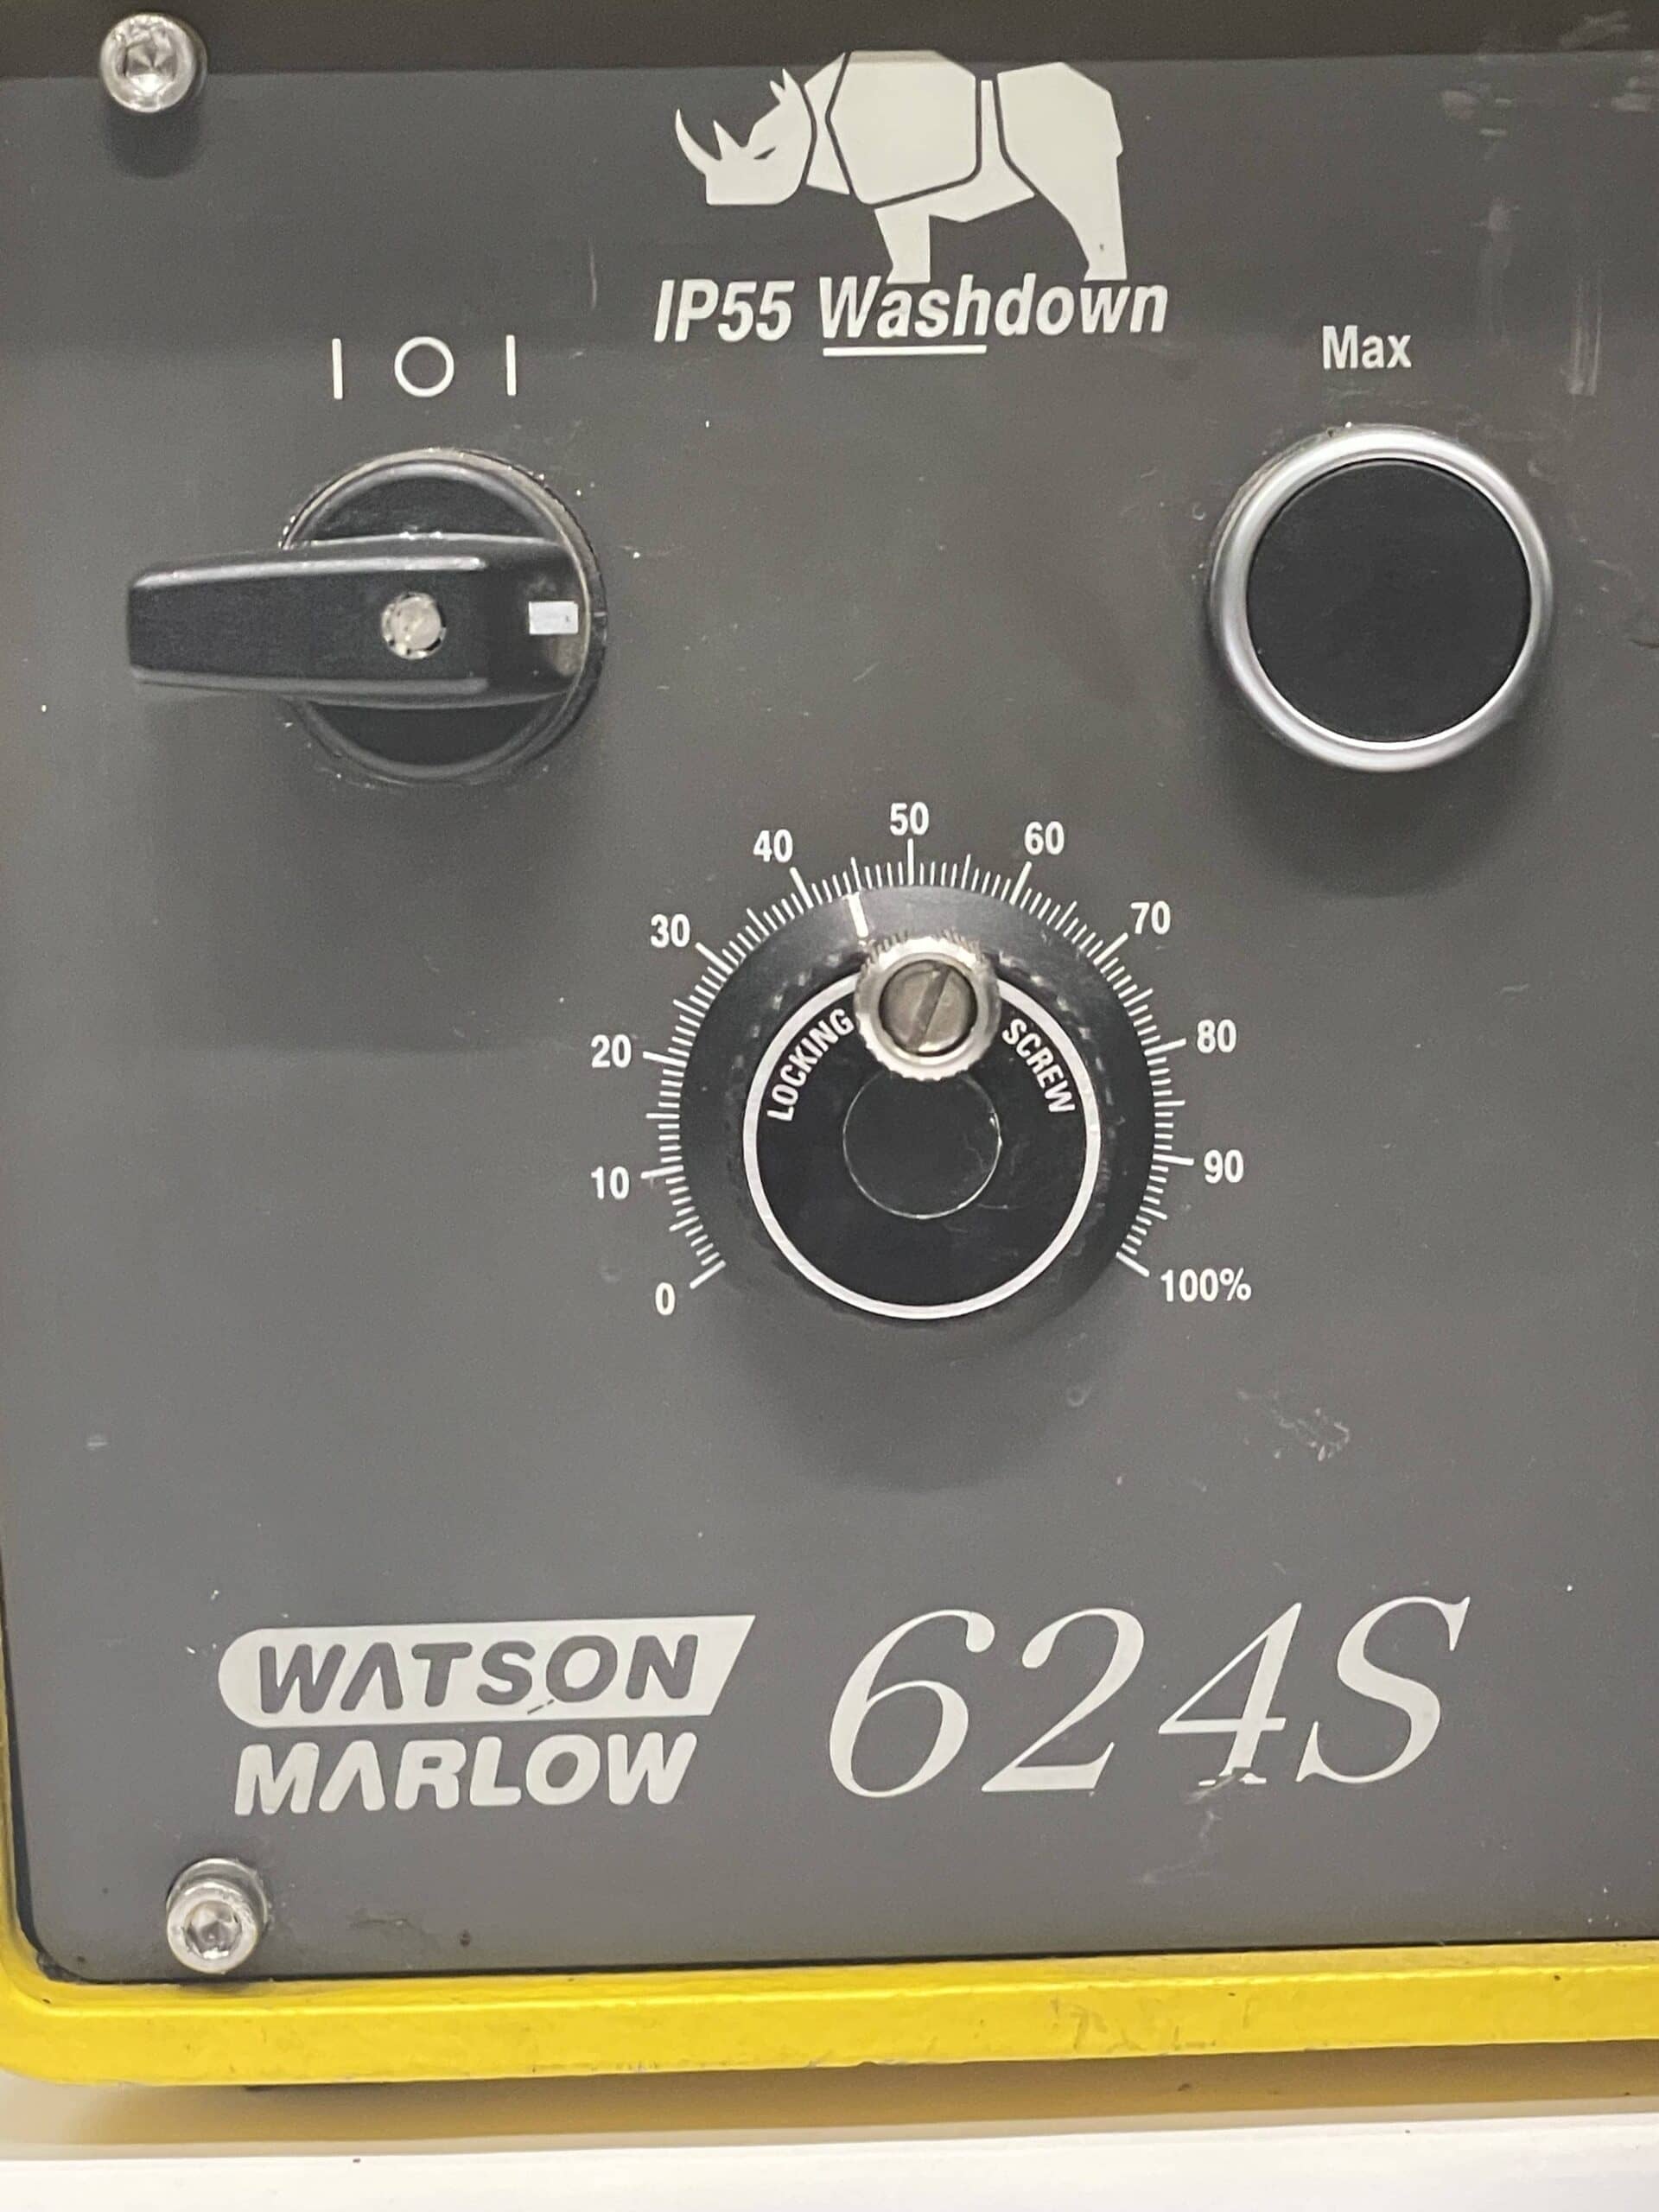 IP55 Washdown
I O I
Max
50
40
60
30
70
LOCKING SCREW
20
80
10
90
0
100%
WATSON
MARLOW
624S